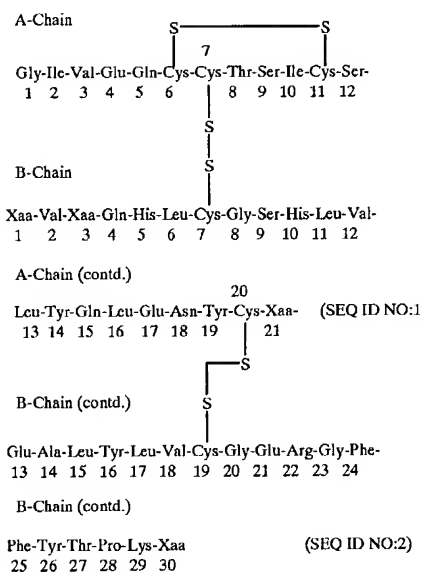 A-Chain
S S
7
Gly-Ile-Val-Glu-Gln-Cys-Cys-Thr-Ser-Ile-Cys-Ser-
1 2 3 4 5 6 8 9 10 11 12
S
S
B-Chain
Xaa-Val-Xaa-Gln-His-Leu-Cys-Gly-Ser-His-Leu-Val-
1 2 3 4 5 6 7 8 9 10 11 12
A-Chain (contd.)
20
Leu-Tyr-Gln-Leu-Glu-Asn-Tyr-Cys-Xaa- (SEQ ID NO:1
13 14 15 16 17 18 19 21
S
B-Chain (contd.)
S
Glu-Ala-Leu-Tyr-Leu-Val-Cys-Gly-Glu-Arg-Gly-Phe-
13 14 15 16 17 18 19 20 21 22 23 24
B-Chain (contd.)
Phe-Tyr-Thr-Pro-Lys-Xaa (SEQ ID NO:2)
25 26 27 28 29 30